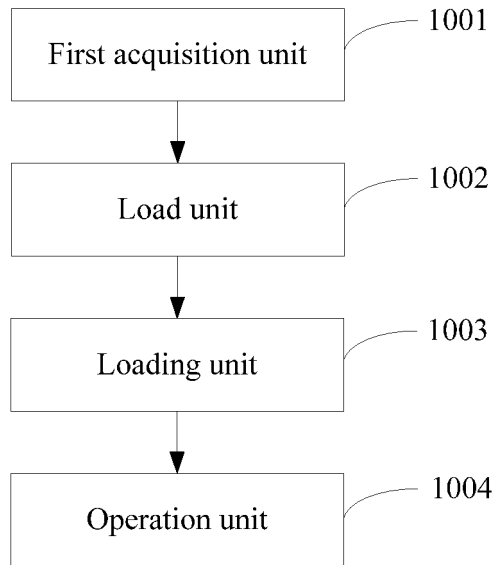 1001
First acquisition unit
1002
Load unit
1003
Loading unit
1004
Operation unit